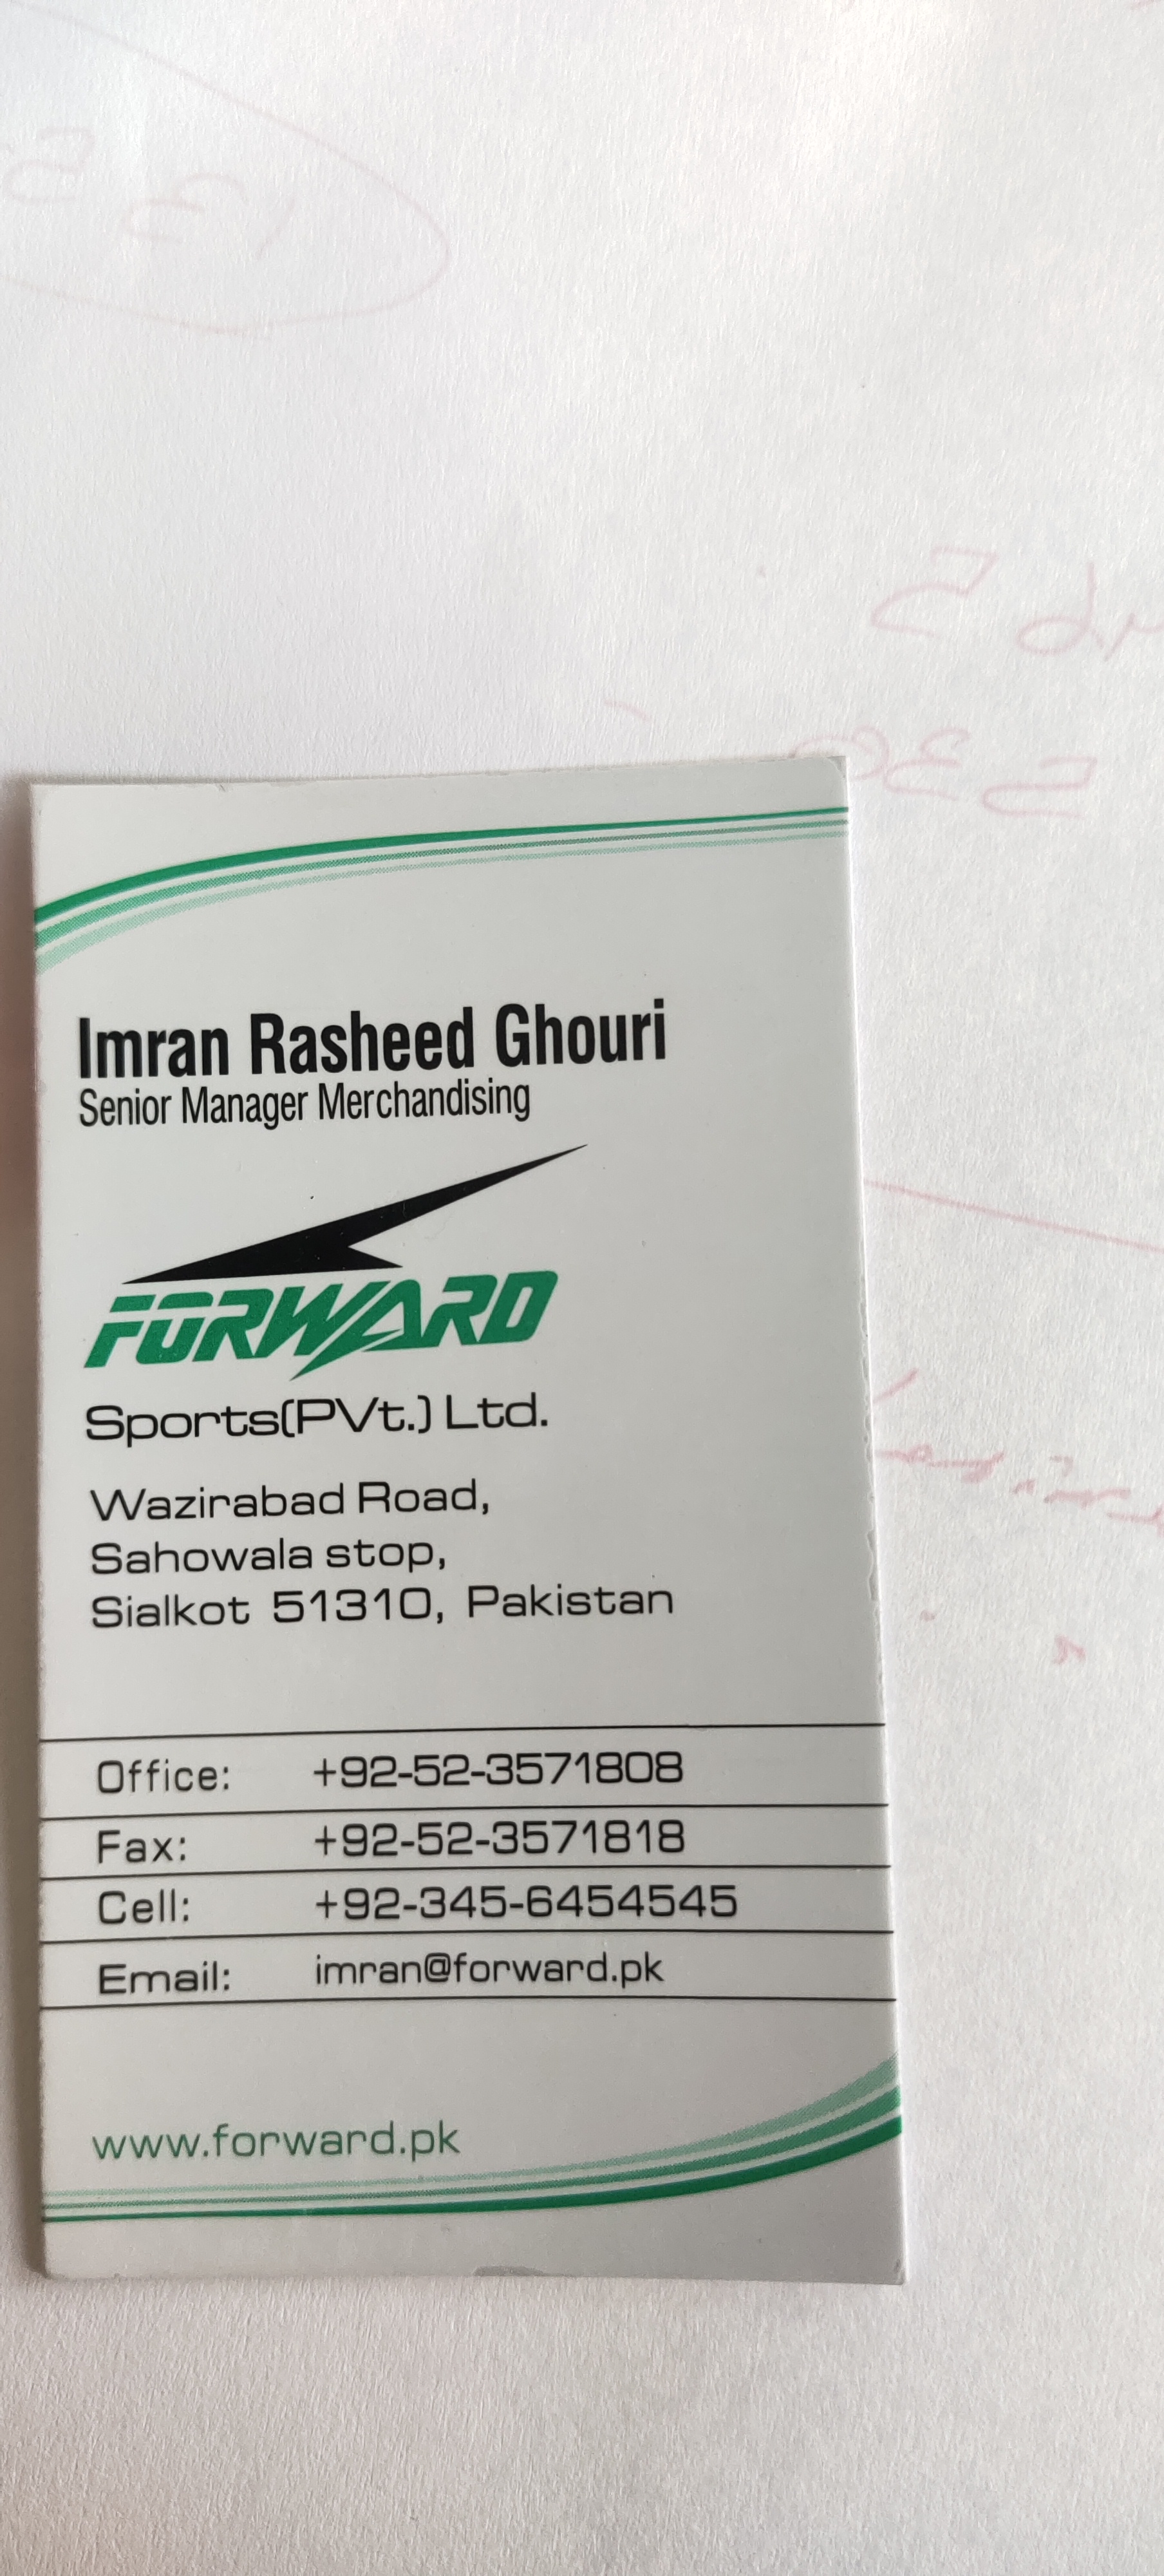 Imran Rasheed Ghouri
Senior Manager Merchandising
FORWARD
Sports(PVt.) Ltd.
Wazirabad Road,
Sahowala stop,
Sialkot 51310, Pakistan
Office: +92-52-3571808
Fax: +92-52-3571818
Cell: +92-345-6454545
Email: imran@forward.pk
www.forward.pk